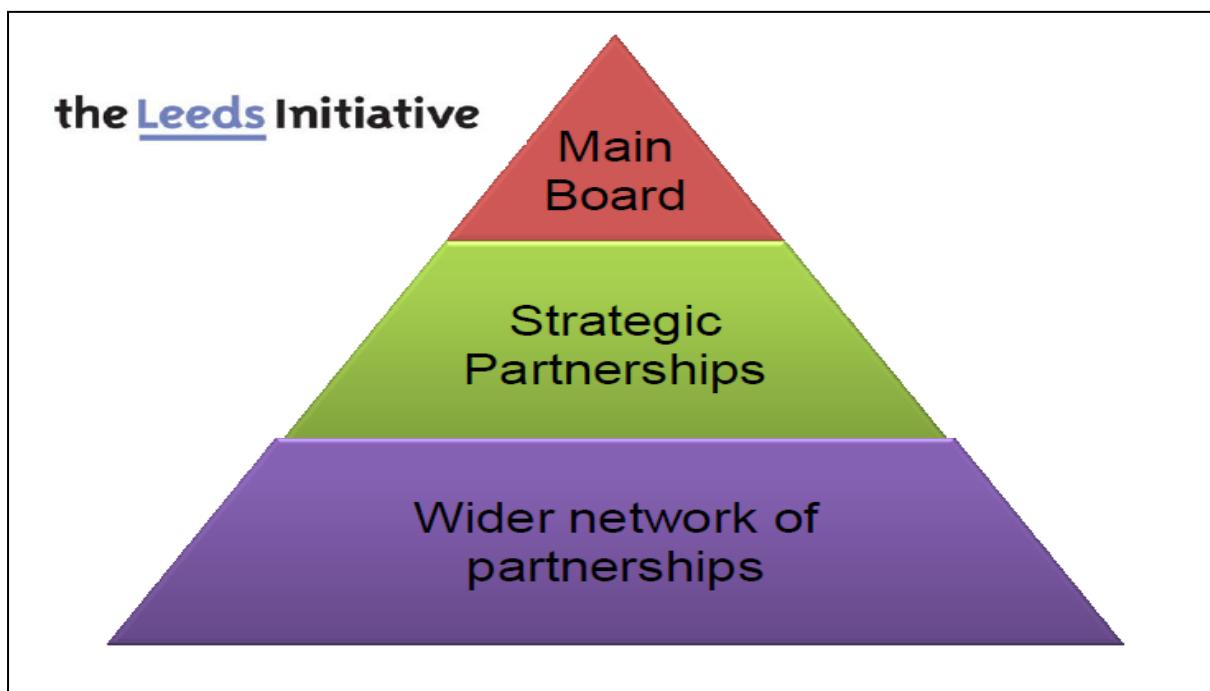 the Leeds Initiative
Main
Board
Strategic
Partnerships
Wider network of
partnerships